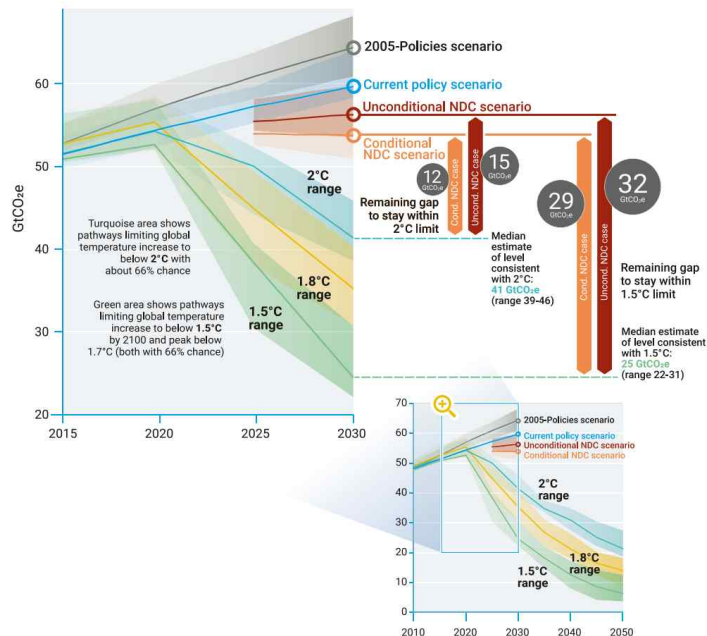 2005-Policies scenario
Current policy scenario
Unconditional NDC scenario
Conditional
NDC scenario
60
50
40
30
20
GtCO₂e
2015
2020
2025
2030
2°C
range
1.8°C
range
1.5°C
range
Turquoise area shows
pathways limiting global
temperature increase to
below 2°C with
about 66% chance
Green area shows pathways
limiting global temperature
increase to below 1.5°C
by 2100 and peak below
1.7°C (both with 66% chance)
12
GtCO₂e
15
GtCO₂e
Cond. NDC case
Uncond. NDC case
Remaining gap
to stay within
2°C limit
Median
estimate
of level
consistent
with 2°C:
41 GtCO₂e
(range 39-46)
29
GtCO₂e
32
GtCO₂e
Cond. NDC case
Uncond. NDC case
Remaining gap
to stay within
1.5°C limit
Median estimate
of level consistent
with 1.5°C:
25 GtCO₂e
(range 22-31)
70
60
50
40
30
20
10
0
2005-Policies scenario
Current policy scenario
Unconditional NDC scenario
Conditional NDC scenario
2°C
range
1.8°C
range
1.5°C
range
2010
2020
2030
2040
2050